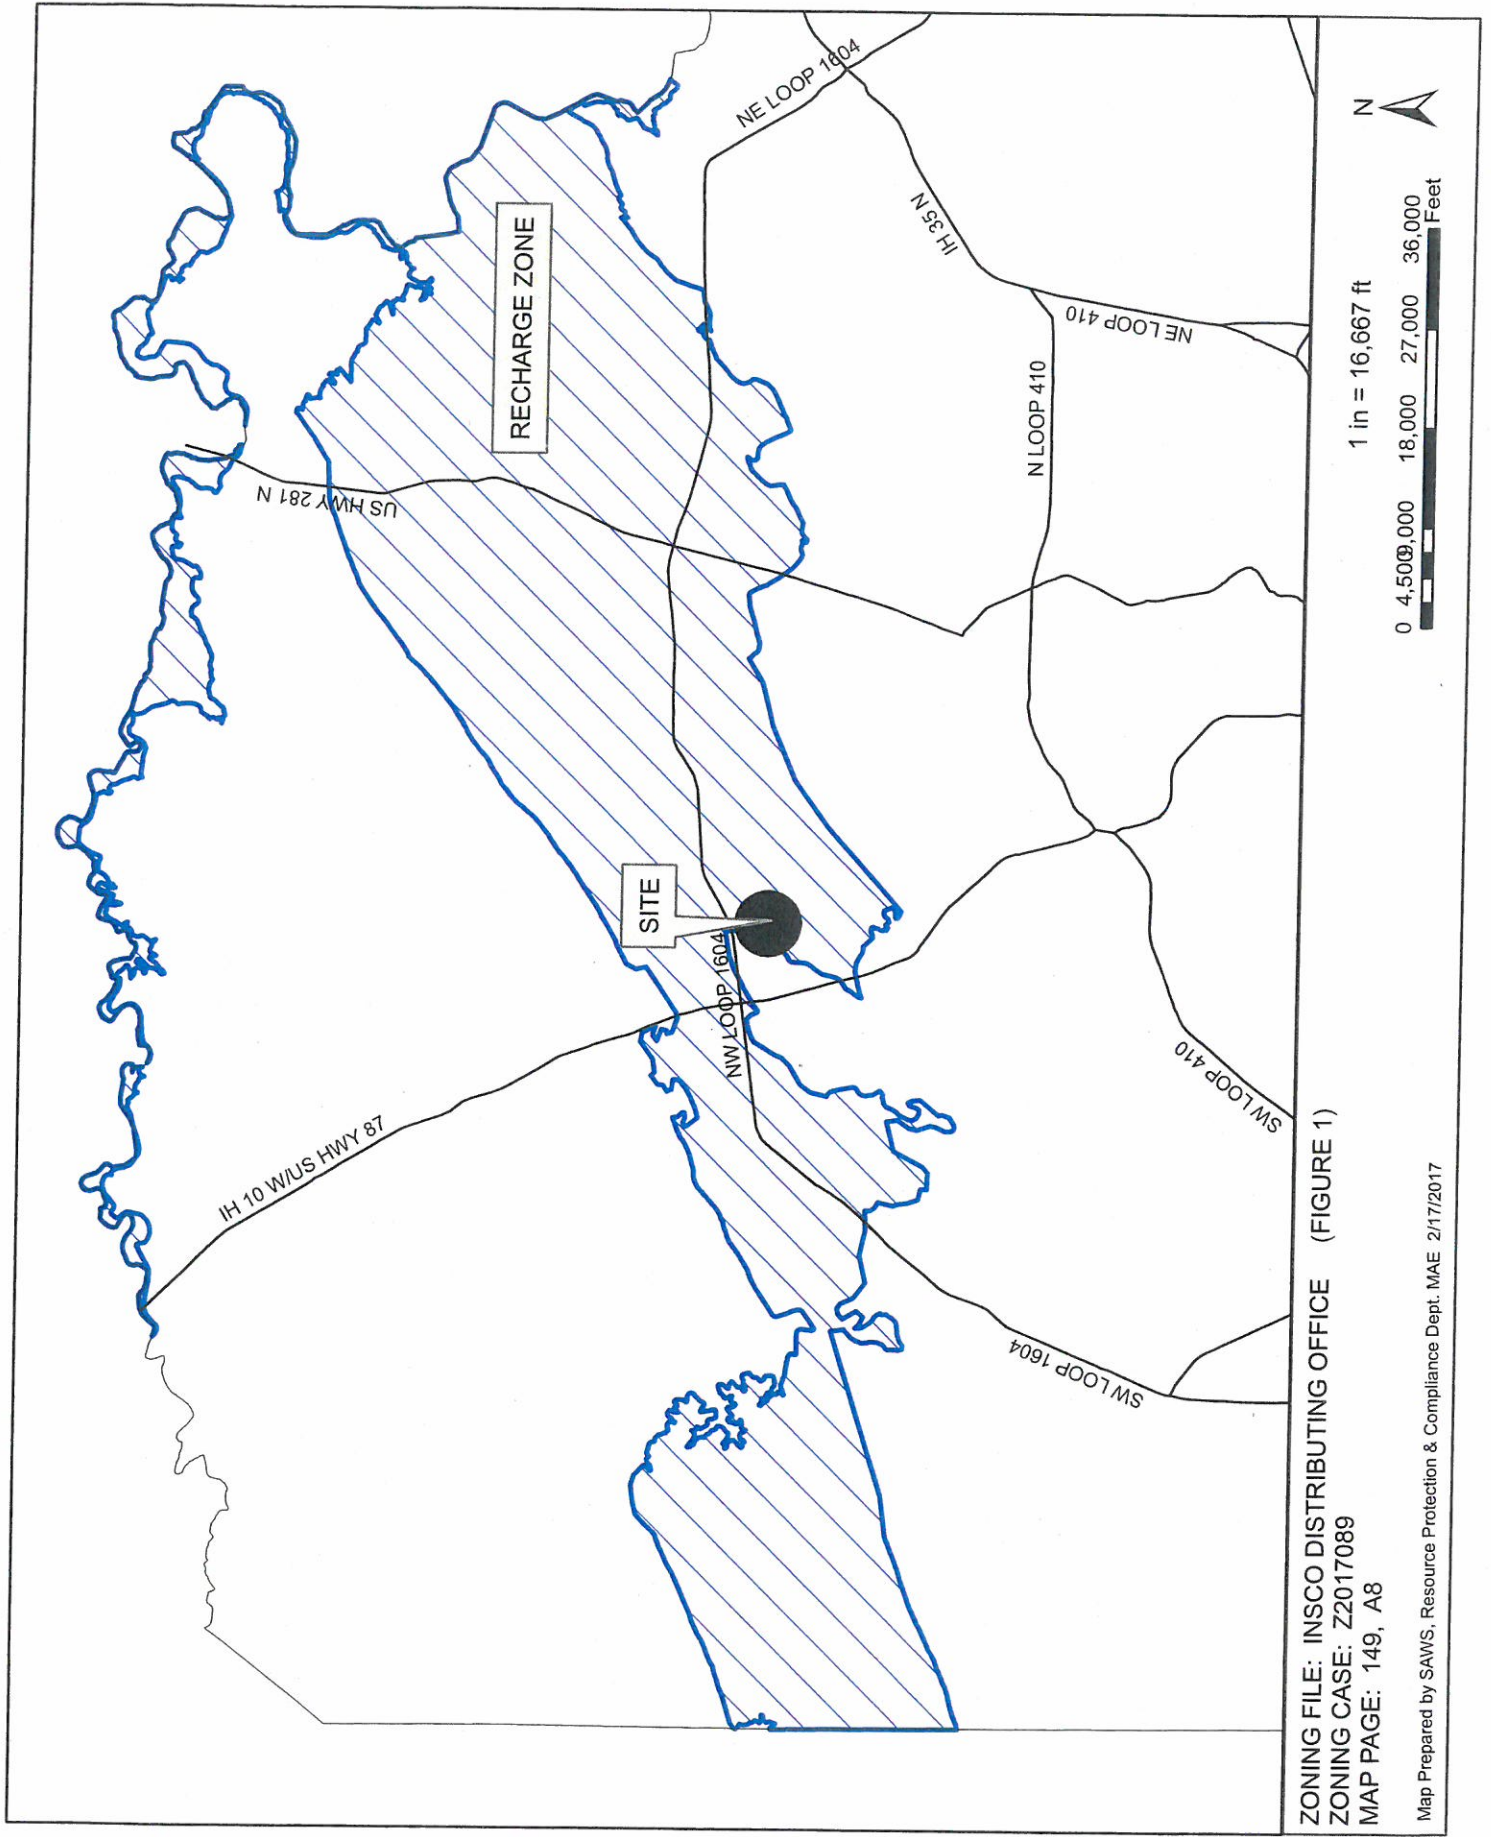 US HWY 281 N
NE LOOP 1604
RECHARGE ZONE
IH 35 N
IH 10 W/US HWY 87
SITE
NW LOOP 1604
N LOOP 410
NE LOOP 410
SW LOOP 1604
SW LOOP 410
ZONING FILE: INSCO DISTRIBUTING OFFICE (FIGURE 1)
ZONING CASE: Z2017089
MAP PAGE: 149, A8
Map Prepared by SAWS, Resource Protection & Compliance Dept. MAE 2/17/2017
1 in = 16,667 ft
0 4,500 9,000 18,000 27,000 36,000
Feet
N